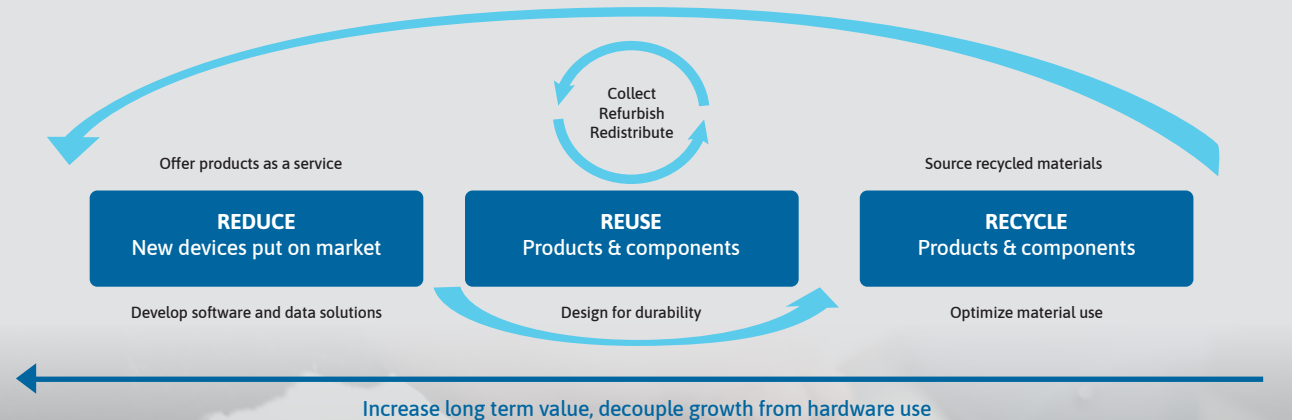 Collect
Refurbish
Redistribute
Offer products as a service
Source recycled materials
REDUCE
New devices put on market
REUSE
Products & components
RECYCLE
Products & components
Develop software and data solutions
Design for durability
Optimize material use
Increase long term value, decouple growth from hardware use